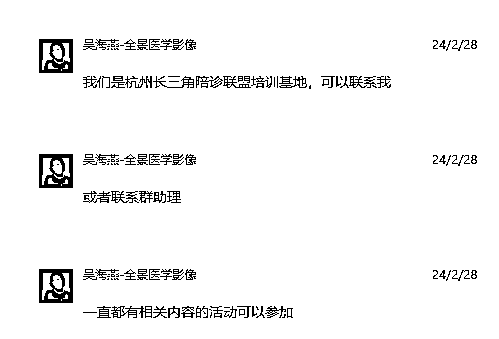 吴海燕-全景医学影像
24/2/28
我们是杭州长三角陪诊联盟培训基地，可以联系我
吴海燕-全景医学影像
24/2/28
或者联系群助理
吴海燕-全景医学影像
24/2/28
一直都有相关内容的活动可以参加